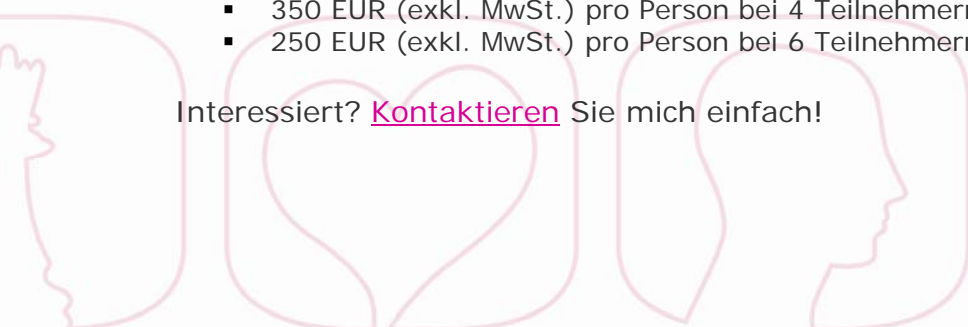 ▪ 350 EUR (exkl. MwSt.) pro Person bei 4 Teilnehmern
▪ 250 EUR (exkl. MwSt.) pro Person bei 6 Teilnehmern
Interessiert? Kontaktieren Sie mich einfach!